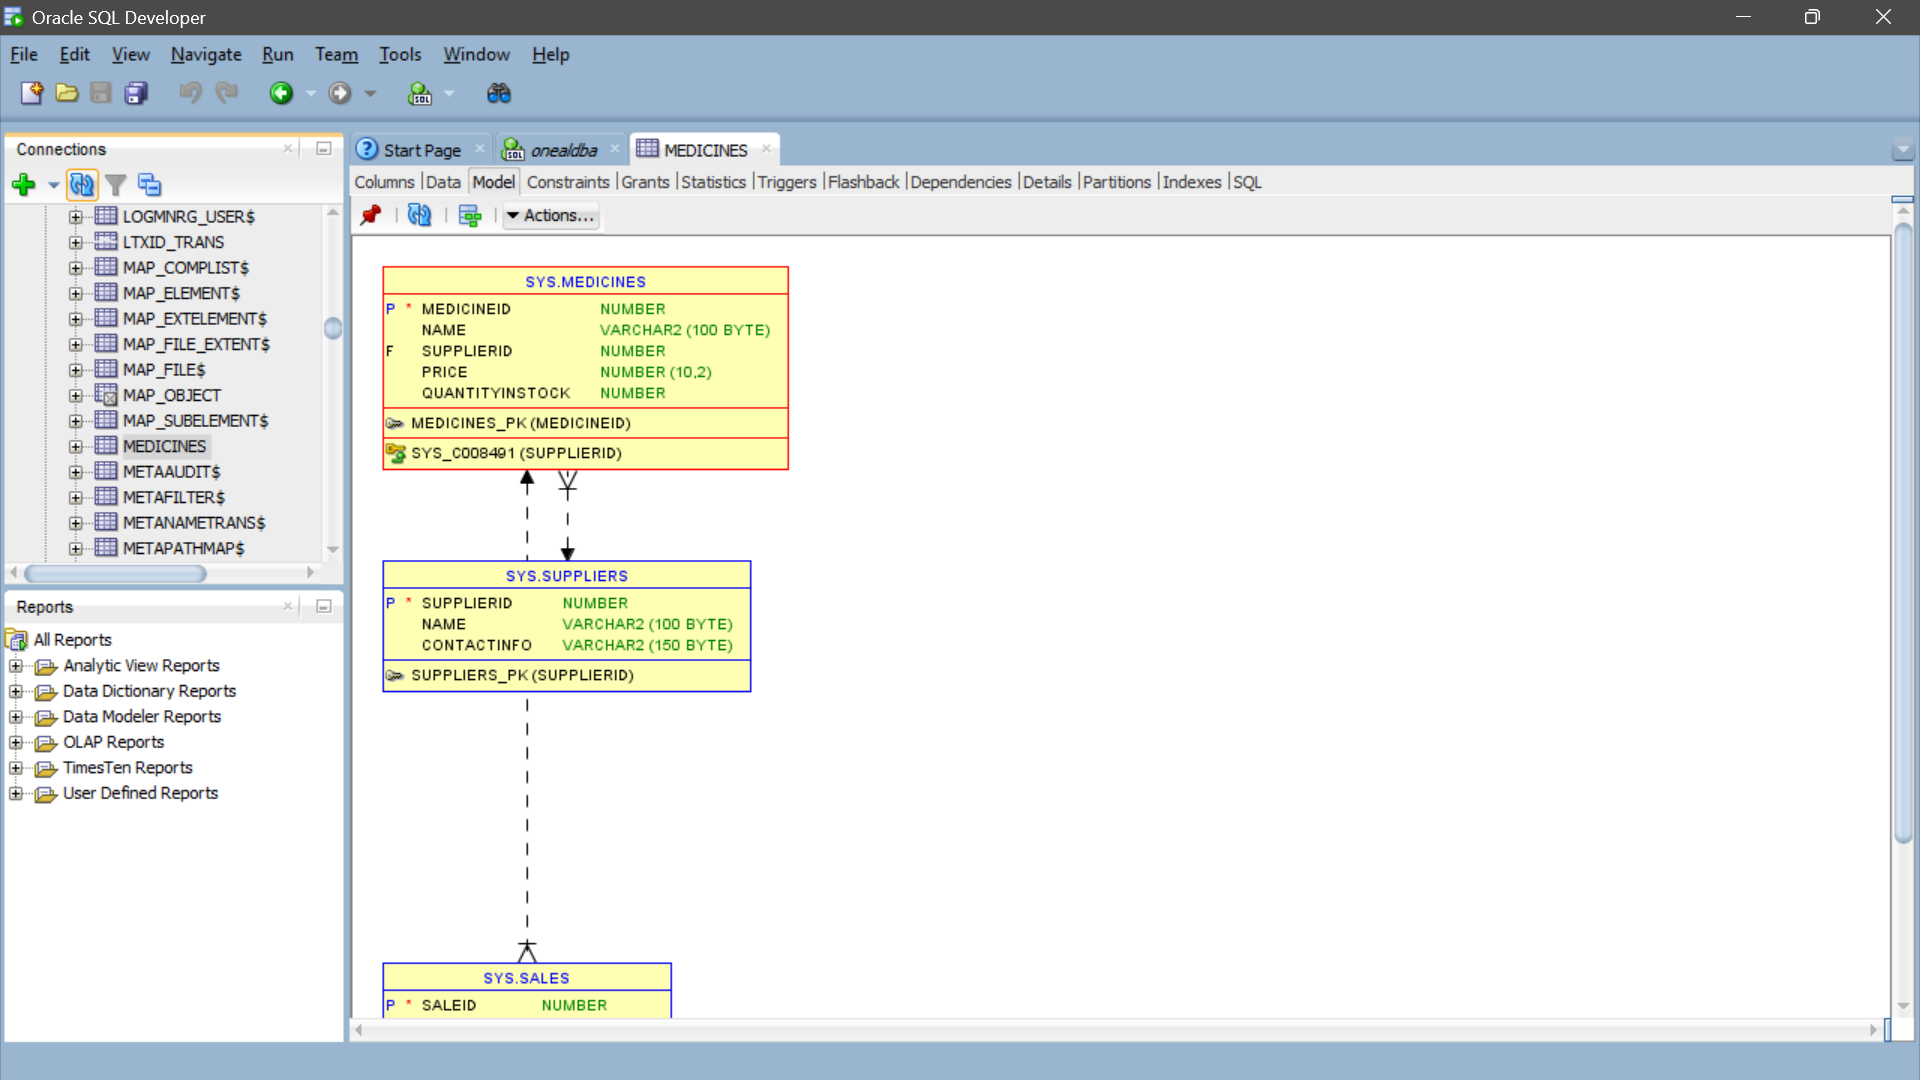 Oracle SQL Developer
File Edit View Navigate Run Team Tools Window Help
Connections
LOGMNRG_USER$
LTXID_TRANS
MAP_COMPLIST$
MAP_ELEMENT$
MAP_EXTELEMENT$
MAP_FILE_EXTENT$
MAP_FILE$
MAP_OBJECT
MAP_SUBELEMENT$
MEDICINES
METAAUDIT$
METAFILTER$
METANAMETRANS$
METAPATHMAP$
Reports
All Reports
Analytic View Reports
Data Dictionary Reports
Data Modeler Reports
OLAP Reports
TimesTen Reports
User Defined Reports
Start Page onealdba MEDICINES
Columns Data Model Constraints Grants Statistics Triggers Flashback Dependencies Details Partitions Indexes SQL
Actions...
SYS.MEDICINES
P * MEDICINEID NUMBER
NAME VARCHAR2 (100 BYTE)
F SUPPLIERID NUMBER
PRICE NUMBER (10,2)
QUANTITYINSTOCK NUMBER
MEDICINES_PK (MEDICINEID)
SYS_C008491 (SUPPLIERID)
SYS.SUPPLIERS
P * SUPPLIERID NUMBER
NAME VARCHAR2 (100 BYTE)
CONTACTINFO VARCHAR2 (150 BYTE)
SUPPLIERS_PK (SUPPLIERID)
SYS.SALES
P * SALEID NUMBER